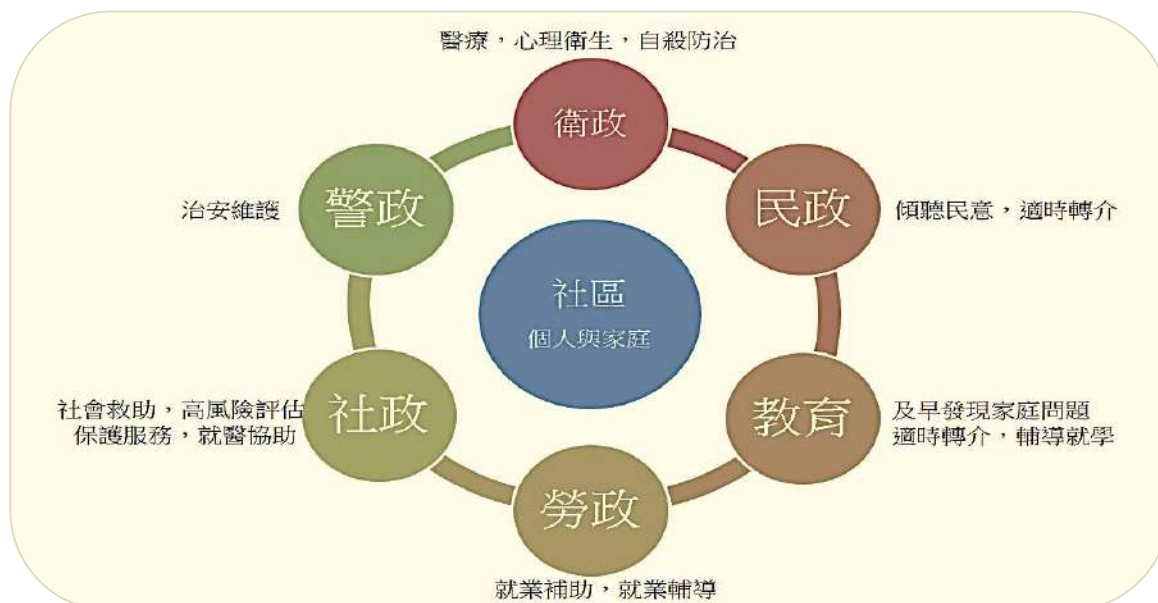 醫療，心理衛生，自殺防治
衛政
警政
治安維護
民政
傾聽民意，適時轉介
社區
個人與家庭
社會救助，高風險評估
保護服務，就醫協助
社政
教育
及早發現家庭問題
適時轉介，輔導就學
勞政
就業補助，就業輔導